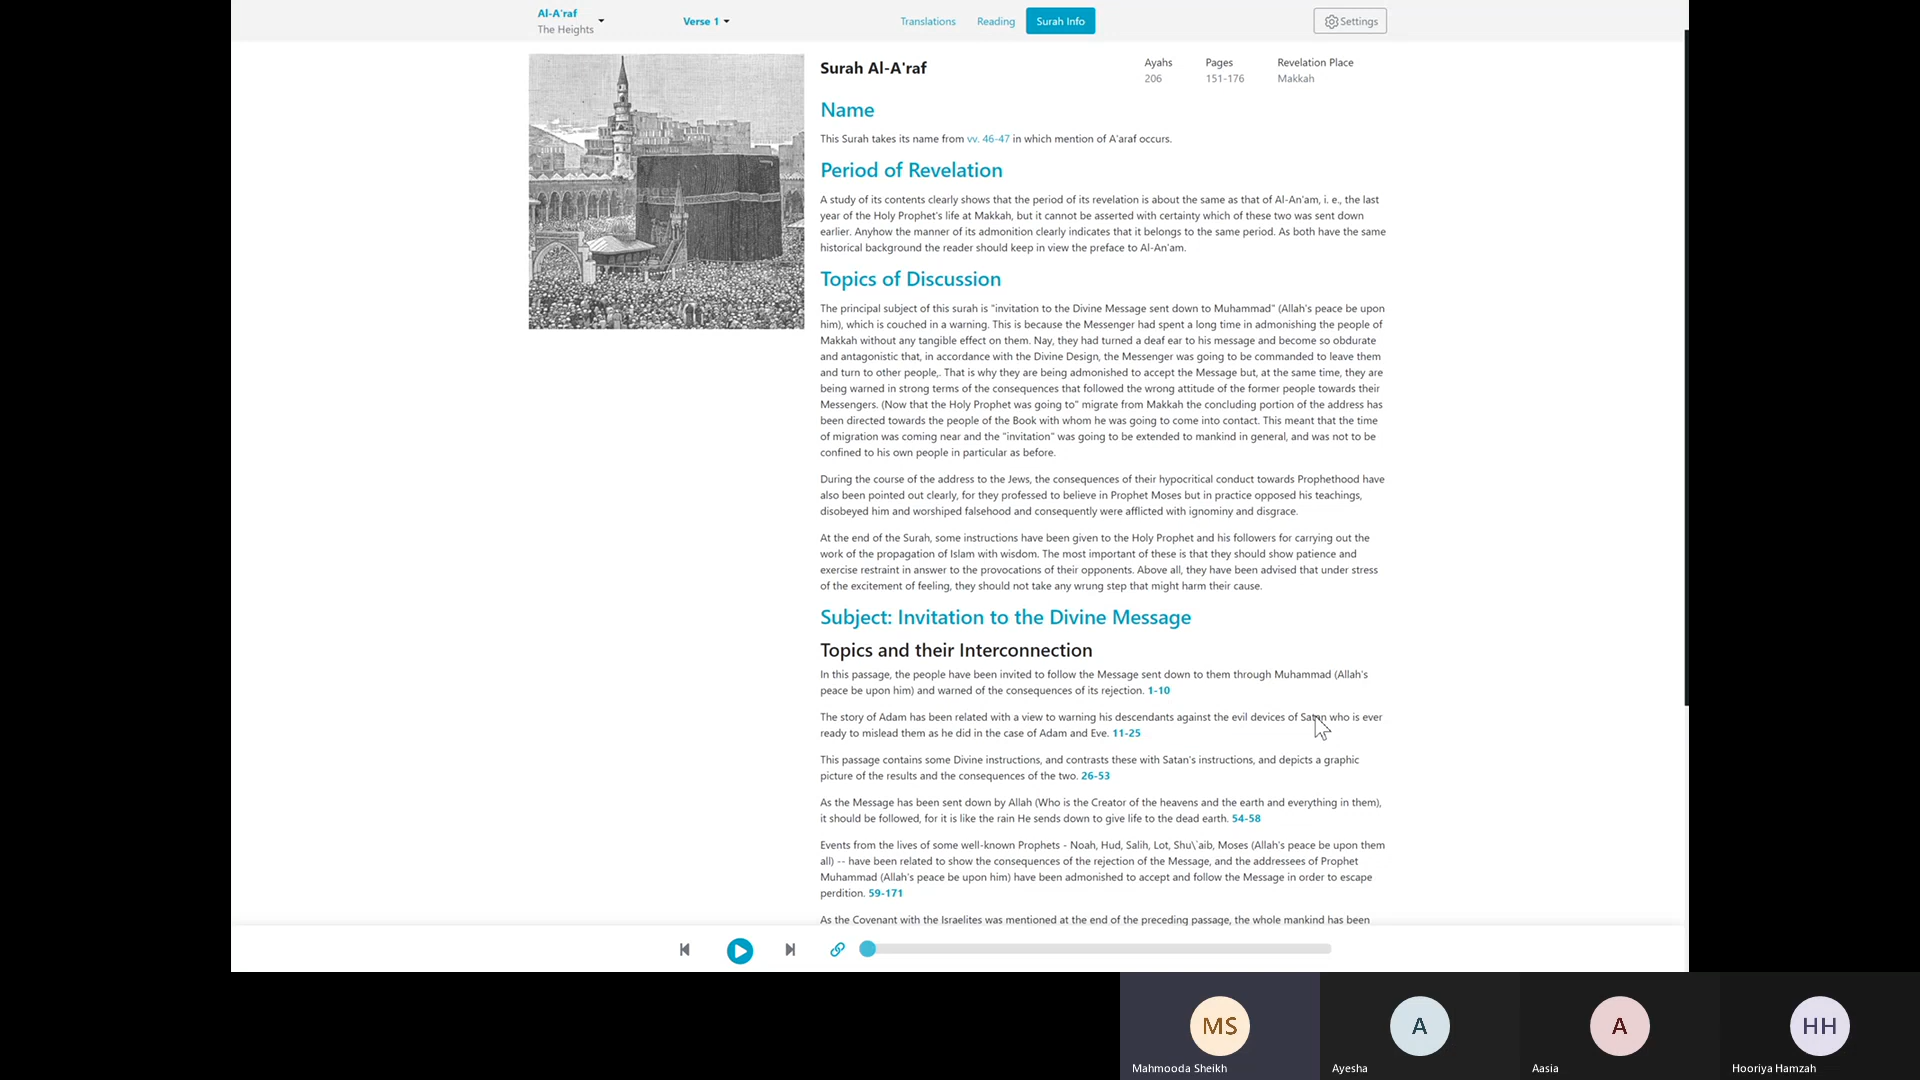 Al-A'raf
The Heights
Verse 1
Translations
Reading
Surah Info
Settings
Surah Al-A'raf
Ayahs
206
Pages
151-176
Revelation Place
Makkah
Name
This Surah takes its name from vv. 46-47 in which mention of A'araf occurs.
Period of Revelation
A study of its contents clearly shows that the period of its revelation is about the same as that of Al-An'am, i. e., the last
year of the Holy Prophet's life at Makkah, but it cannot be asserted with certainty which of these two was sent down
earlier. Anyhow the manner of its admonition clearly indicates that it belongs to the same period. As both have the same
historical background the reader should keep in view the preface to Al-An'am.
Topics of Discussion
The principal subject of this surah is "invitation to the Divine Message sent down to Muhammad" (Allah's peace be upon
him), which is couched in a warning. This is because the Messenger had spent a long time in admonishing the people of
Makkah without any tangible effect on them. Nay, they had turned a deaf ear to his message and become so obdurate
and antagonistic that, in accordance with the Divine Design, the Messenger was going to be commanded to leave them
and turn to other people,. That is why they are being admonished to accept the Message but, at the same time, they are
being warned in strong terms of the consequences that followed the wrong attitude of the former people towards their
Messengers. (Now that the Holy Prophet was going to" migrate from Makkah the concluding portion of the address has
been directed towards the people of the Book with whom he was going to come into contact. This meant that the time
of migration was coming near and the "invitation" was going to be extended to mankind in general, and was not to be
confined to his own people in particular as before.
During the course of the address to the Jews, the consequences of their hypocritical conduct towards Prophethood have
also been pointed out clearly, for they professed to believe in Prophet Moses but in practice opposed his teachings,
disobeyed him and worshiped falsehood and consequently were afflicted with ignominy and disgrace.
At the end of the Surah, some instructions have been given to the Holy Prophet and his followers for carrying out the
work of the propagation of Islam with wisdom. The most important of these is that they should show patience and
exercise restraint in answer to the provocations of their opponents. Above all, they have been advised that under stress
of the excitement of feeling, they should not take any wrung step that might harm their cause.
Subject: Invitation to the Divine Message
Topics and their Interconnection
In this passage, the people have been invited to follow the Message sent down to them through Muhammad (Allah's
peace be upon him) and warned of the consequences of its rejection. 1-10
The story of Adam has been related with a view to warning his descendants against the evil devices of Satan who is ever
ready to mislead them as he did in the case of Adam and Eve. 11-25
This passage contains some Divine instructions, and contrasts these with Satan's instructions, and depicts a graphic
picture of the results and the consequences of the two. 26-53
As the Message has been sent down by Allah (Who is the Creator of the heavens and the earth and everything in them),
it should be followed, for it is like the rain He sends down to give life to the dead earth. 54-58
Events from the lives of some well-known Prophets - Noah, Hud, Salih, Lot, Shu\`aib, Moses (Allah's peace be upon them
all) -- have been related to show the consequences of the rejection of the Message, and the addressees of Prophet
Muhammad (Allah's peace be upon him) have been admonished to accept and follow the Message in order to escape
perdition. 59-171
As the Covenant with the Israelites was mentioned at the end of the preceding passage, the whole mankind has been
MS
A
A
HH
Mahmooda Sheikh
Ayesha
Aasia
Hooriya Hamzah